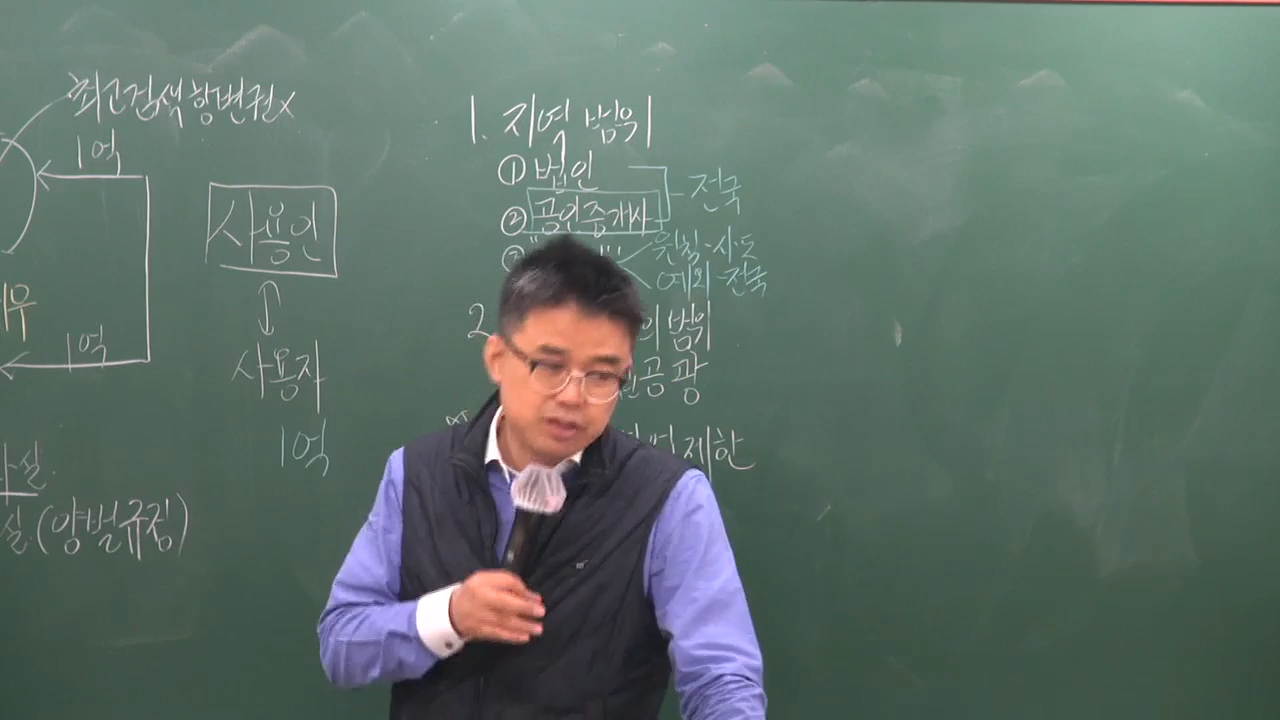 최고검색항변권x
1억
사용인
↕
사용자
1억
1억
(양벌규정)
1. 지역 범위
① 법인
② 공인중개사
전국
③
원칙-시·도
예외-전국
2
의 범위
공 광
제한